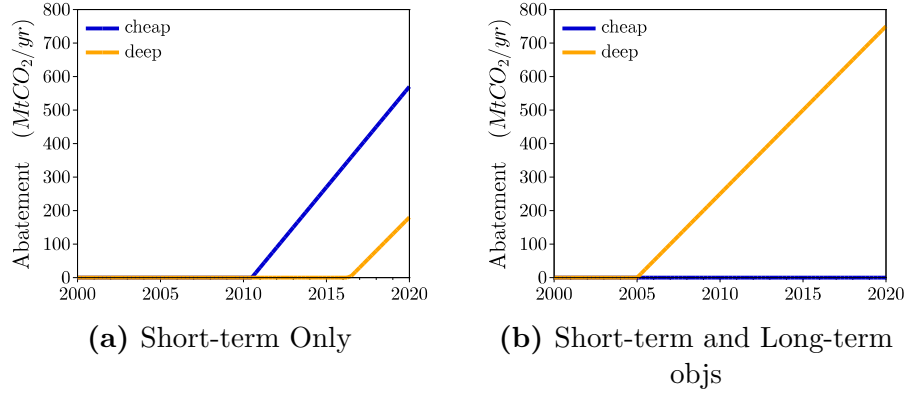 800
700
600
500
400
300
200
100
0
Abatement (MtCO2/yr)
cheap
deep
2000 2005 2010 2015 2020
(a) Short-term Only
800
700
600
500
400
300
200
100
0
Abatement (MtCO2/yr)
cheap
deep
2000 2005 2010 2015 2020
(b) Short-term and Long-term
objs